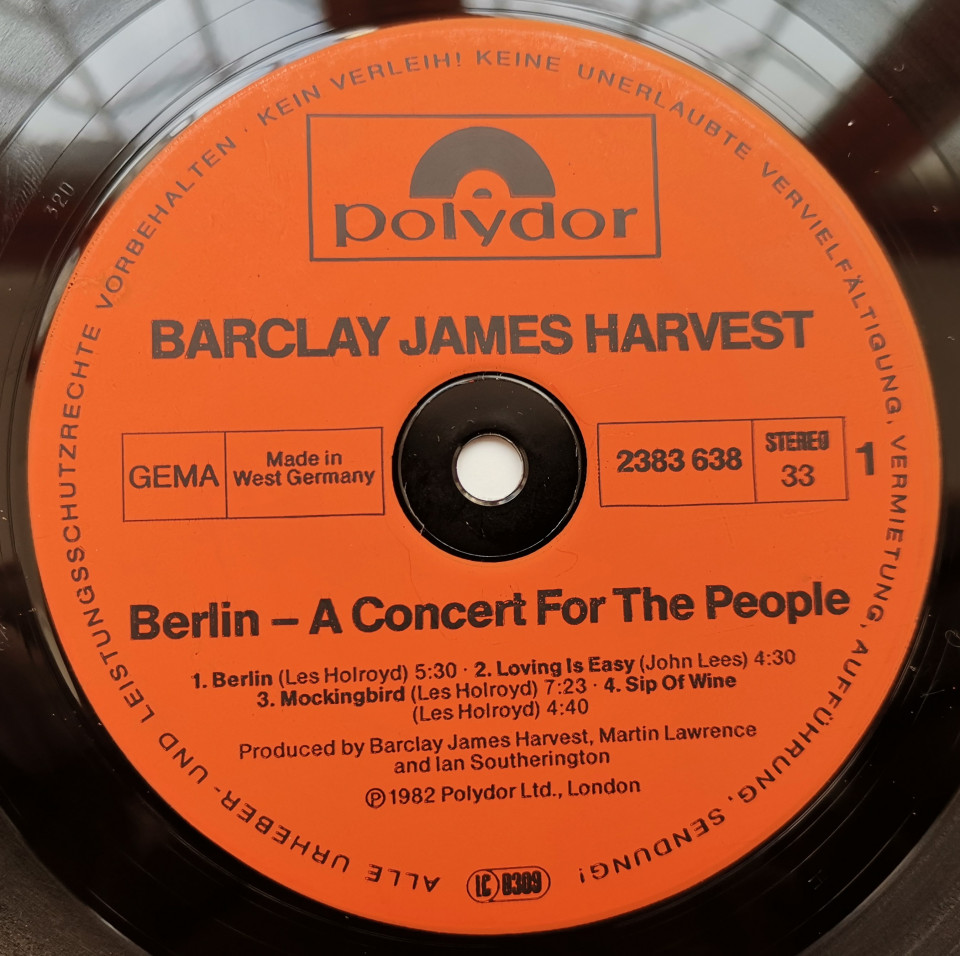 ALLE URHEBER- UND LEISTUNGSSCHUTZRECHTE VORBEHALTEN · KEIN VERLEIH! KEINE UNERLAUBTE VERVIELFÄLTIGUNG, VERMIETUNG, AUFFÜHRUNG, SENDUNG!
320
polydor
BARCLAY JAMES HARVEST
GEMA
Made in
West Germany
2383 638
STEREO
33
1
Berlin – A Concert For The People
1. Berlin (Les Holroyd) 5:30 · 2. Loving Is Easy (John Lees) 4:30
3. Mockingbird (Les Holroyd) 7:23 · 4. Sip Of Wine
(Les Holroyd) 4:40
Produced by Barclay James Harvest, Martin Lawrence
and Ian Southerington
Ⓟ 1982 Polydor Ltd., London
LC 0309